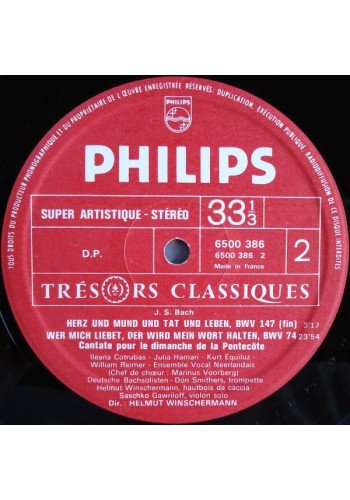 TOUS DROITS DU PRODUCTEUR PHONOGRAPHIQUE ET DU PROPRIETAIRE DE L'ŒUVRE ENREGISTRÉE RÉSERVÉS. DUPLICATION, EXÉCUTION PUBLIQUE, RADIODIFFUSION DE CE DISQUE INTERDITES
PHILIPS
PHILIPS
SUPER ARTISTIQUE - STÉRÉO
33 1/3
D.P.
6500 386
6500 386 2
Made in France
2
TRÉSORS CLASSIQUES
J. S. Bach
HERZ UND MUND UND TAT UND LEBEN, BWV 147 (fin) 3'17
WER MICH LIEBET, DER WIRD MEIN WORT HALTEN, BWV 74 23'54
Cantate pour le dimanche de la Pentecôte
Ileana Cotrubas - Julia Hamari - Kurt Equiluz -
William Reimer - Ensemble Vocal Néerlandais
(Chef de chœur : Marinus Voorberg)
Deutsche Bachsolisten - Don Smithers, trompette
Helmut Winschermann, hautbois da caccia
Saschko Gawriloff, violon solo
Dir. : HELMUT WINSCHERMANN